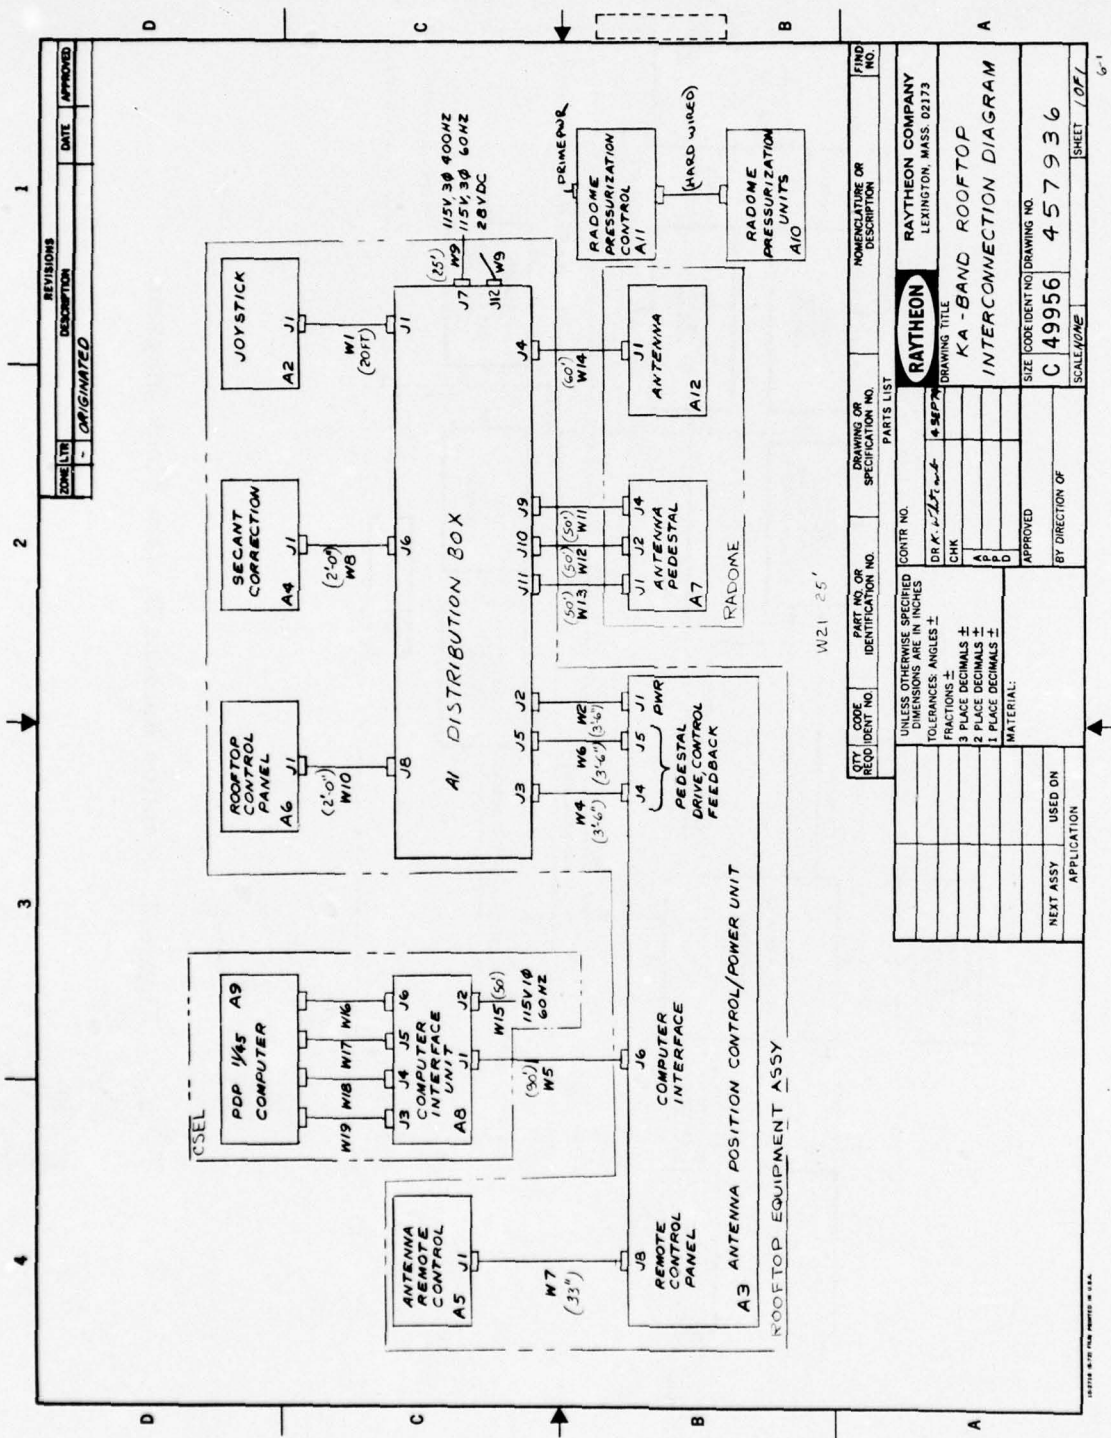 4
3
2
1
D
C
B
A
D
C
B
A
REVISIONS
ZONE LTR DESCRIPTION DATE APPROVED
- ORIGINATED
CSEL
PDP 11/45 A9
COMPUTER
W19 W18 W17 W16
J3 J4 J5 J6
COMPUTER
INTERFACE
UNIT
A8 J1 J2
W15 (50')
115V 1Ø
60HZ
W5
ANTENNA
REMOTE
CONTROL
A5 J1
W7
(33")
ROOFTOP
CONTROL
PANEL
A6 J1
(2'-0")
W10
J8
SECANT
CORRECTION
A4 J1
(2'-0")
W8
J6
JOYSTICK
A2 J1
W1
(20FT)
J1
A1 DISTRIBUTION BOX
J7
(25')
W9
115V, 3Ø 400HZ
115V, 3Ø 60HZ
28VDC
J12
W9
J3 J5 J2
W4 W6 W2
(3'-6") (3'-6") (3'-6")
J4 J5 J1
PWR
PEDESTAL
DRIVE, CONTROL
FEEDBACK
J11 J10 J9
(50') (50') (50')
W13 W12 W11
J1 J2 J4
ANTENNA
PEDESTAL
A7
RADOME
J4
(60')
W14
J1
ANTENNA
A12
PRIME PWR
RADOME
PRESSURIZATION
CONTROL
A11
(HARD WIRED)
RADOME
PRESSURIZATION
UNITS
A10
J8
REMOTE
CONTROL
PANEL
J6
COMPUTER
INTERFACE
A3 ANTENNA POSITION CONTROL/POWER UNIT
ROOFTOP EQUIPMENT ASSY
W21 25'
QTY REQD
CODE IDENT NO.
PART NO. OR IDENTIFICATION NO.
DRAWING OR SPECIFICATION NO.
NOMENCLATURE OR DESCRIPTION
FIND NO.
PARTS LIST
UNLESS OTHERWISE SPECIFIED
DIMENSIONS ARE IN INCHES
TOLERANCES: ANGLES ±
FRACTIONS ±
3 PLACE DECIMALS ±
2 PLACE DECIMALS ±
1 PLACE DECIMALS ±
MATERIAL:
CONTR NO.
DR K.
4 SEP
CHK
A
P
P
D
APPROVED
BY DIRECTION OF
RAYTHEON
RAYTHEON COMPANY
LEXINGTON, MASS. 02173
DRAWING TITLE
KA-BAND ROOFTOP
INTERCONNECTION DIAGRAM
SIZE CODE IDENT NO. DRAWING NO.
C 49956 457936
SCALE NONE SHEET 1 OF 1
NEXT ASSY USED ON
APPLICATION
6-1